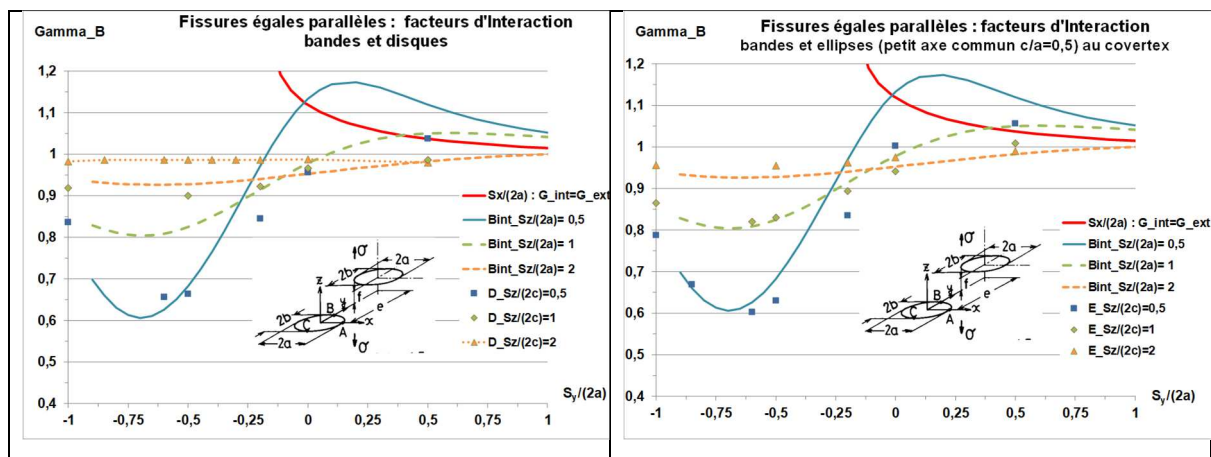 Fissures égales parallèles : facteurs d'Interaction
bandes et disques
Gamma_B
1,2
1,1
1
0,9
0,8
0,7
0,6
0,5
0,4
-1
-0,75
-0,5
-0,25
0
0,25
0,5
0,75
1
Sy/(2a)
Sx/(2a) : G_int=G_ext
Bint_Sz/(2a)= 0,5
Bint_Sz/(2a)= 1
Bint_Sz/(2a)= 2
D_Sz/(2c)=0,5
D_Sz/(2c)=1
D_Sz/(2c)=2
σ
2b
2a
z
B
y
f
e
2b
C
x
A
2a
σ
Fissures égales parallèles : facteurs d'Interaction
bandes et ellipses (petit axe commun c/a=0,5) au covertex
Gamma_B
1,2
1,1
1
0,9
0,8
0,7
0,6
0,5
0,4
-1
-0,75
-0,5
-0,25
0
0,25
0,5
0,75
1
Sy/(2a)
Sx/(2a) : G_int=G_ext
Bint_Sz/(2a)= 0,5
Bint_Sz/(2a)= 1
Bint_Sz/(2a)= 2
E_Sz/(2c)=0,5
E_Sz/(2c)=1
E_Sz/(2c)=2
σ
2b
2a
z
B
y
f
e
2b
C
x
A
2a
σ